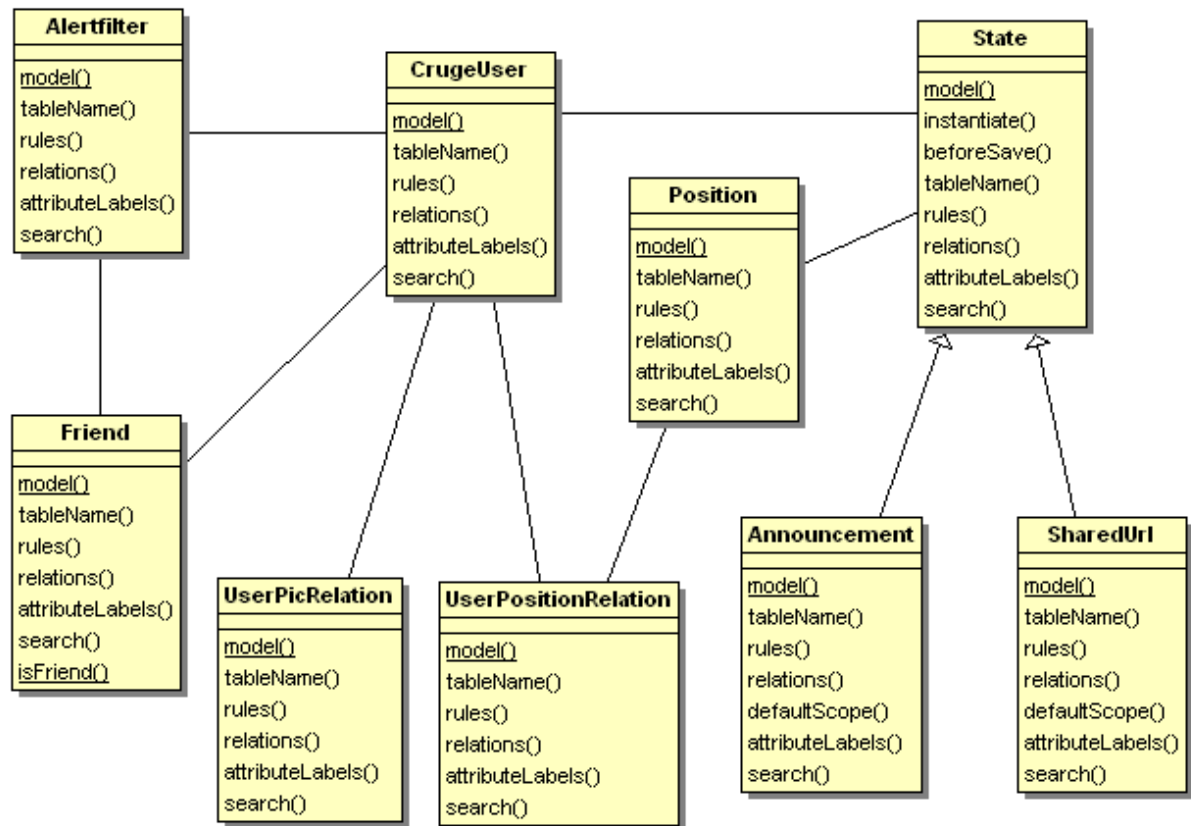 Alertfilter
model()
tableName()
rules()
relations()
attributeLabels()
search()
CrugeUser
model()
tableName()
rules()
relations()
attributeLabels()
search()
State
model()
instantiate()
beforeSave()
tableName()
rules()
relations()
attributeLabels()
search()
Position
model()
tableName()
rules()
relations()
attributeLabels()
search()
Friend
model()
tableName()
rules()
relations()
attributeLabels()
search()
isFriend()
UserPicRelation
model()
tableName()
rules()
relations()
attributeLabels()
search()
UserPositionRelation
model()
tableName()
rules()
relations()
attributeLabels()
search()
Announcement
model()
tableName()
rules()
relations()
defaultScope()
attributeLabels()
search()
SharedUrl
model()
tableName()
rules()
relations()
defaultScope()
attributeLabels()
search()